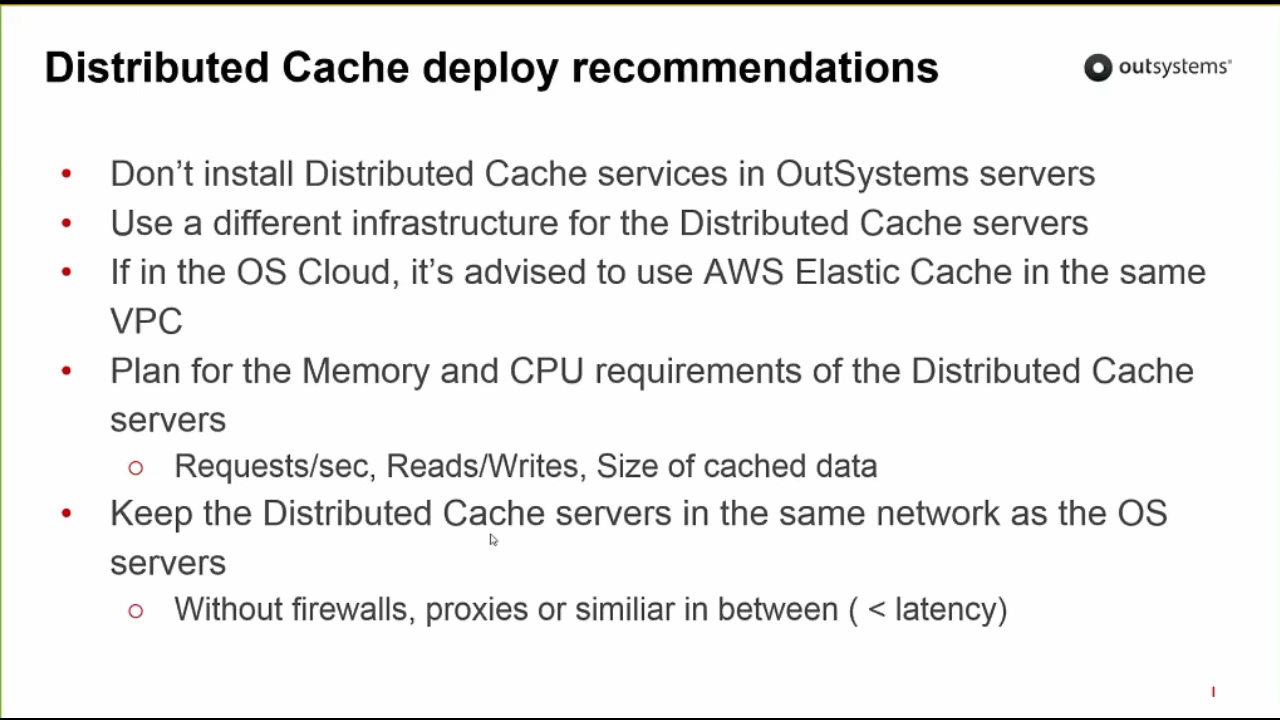 Distributed Cache deploy recommendations
outsystems®
• Don’t install Distributed Cache services in OutSystems servers
• Use a different infrastructure for the Distributed Cache servers
• If in the OS Cloud, it’s advised to use AWS Elastic Cache in the same
VPC
• Plan for the Memory and CPU requirements of the Distributed Cache
servers
○ Requests/sec, Reads/Writes, Size of cached data
• Keep the Distributed Cache servers in the same network as the OS
servers
○ Without firewalls, proxies or similiar in between ( < latency)
I